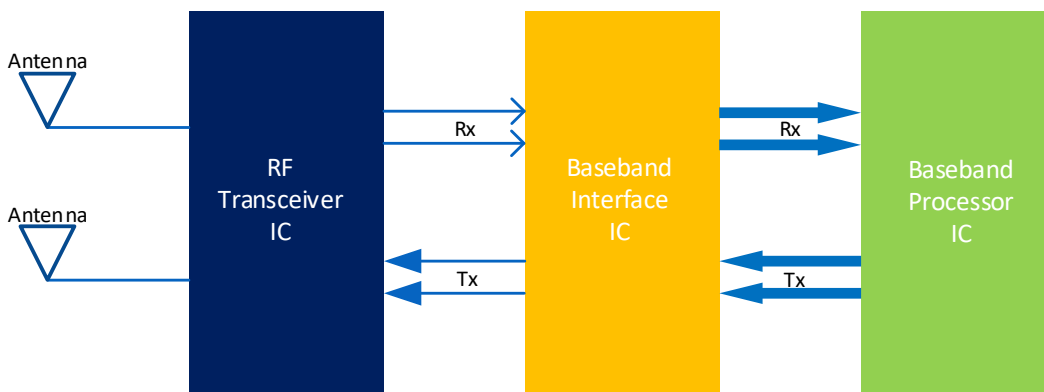 Antenna
Antenna
RF
Transceiver
IC
Rx
Tx
Baseband
Interface
IC
Rx
Tx
Baseband
Processor
IC